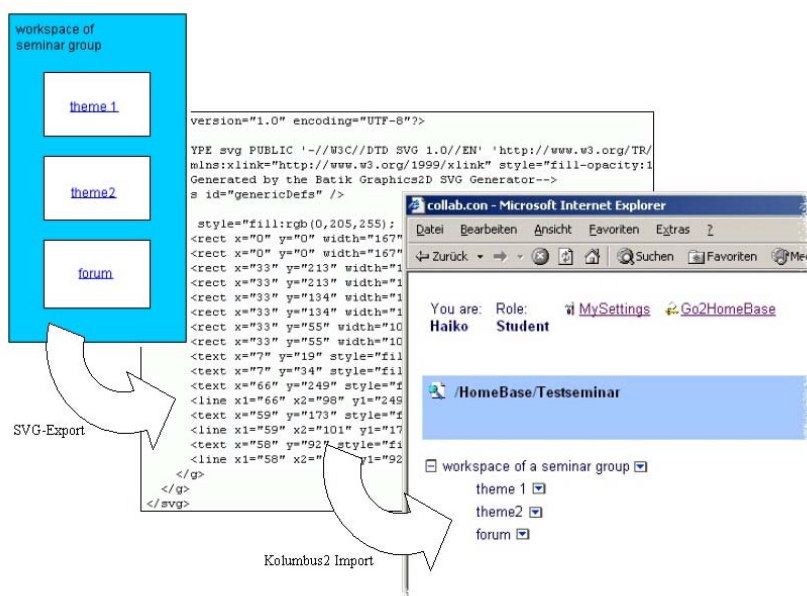 workspace of
seminar group
theme 1
theme2
forum
SVG-Export
version="1.0" encoding="UTF-8"?>
YPE svg PUBLIC '-//W3C//DTD SVG 1.0//EN' 'http://www.w3.org/TR/
mlns:xlink="http://www.w3.org/1999/xlink" style="fill-opacity:1
Generated by the Batik Graphics2D SVG Generator-->
s id="genericDefs" />
style="fill:rgb(0,205,255);
<rect x="0" y="0" width="167"
<rect x="0" y="0" width="167"
<rect x="33" y="213" width="1
<rect x="33" y="213" width="1
<rect x="33" y="134" width="1
<rect x="33" y="134" width="1
<rect x="33" y="55" width="10
<rect x="33" y="55" width="10
<text x="7" y="19" style="fil
<text x="7" y="34" style="fil
<text x="66" y="249" style="f
<line x1="66" x2="98" y1="249
<text x="59" y="173" style="f
<line x1="59" x2="101" y1="17
<text x="58" y="92" style="fi
<line x1="58" x2=" y1="92
</g>
</g>
</svg>
Kolumbus2 Import
collab.con - Microsoft Internet Explorer
Datei Bearbeiten Ansicht Favoriten Extras ?
Zurück Suchen Favoriten Me
You are: Role: MySettings Go2HomeBase
Haiko Student
/HomeBase/Testseminar
workspace of a seminar group
theme 1
theme2
forum